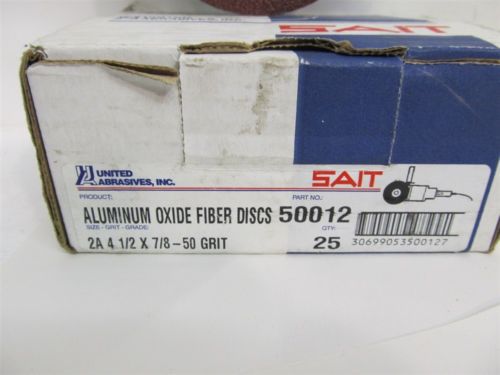 UNITED
ABRASIVES, INC.
SAIT
PRODUCT:
PART NO.:
ALUMINUM OXIDE FIBER DISCS 50012
SIZE - GRIT - GRADE:
QTY:
2A 4 1/2 X 7/8-50 GRIT
25
30699053500127